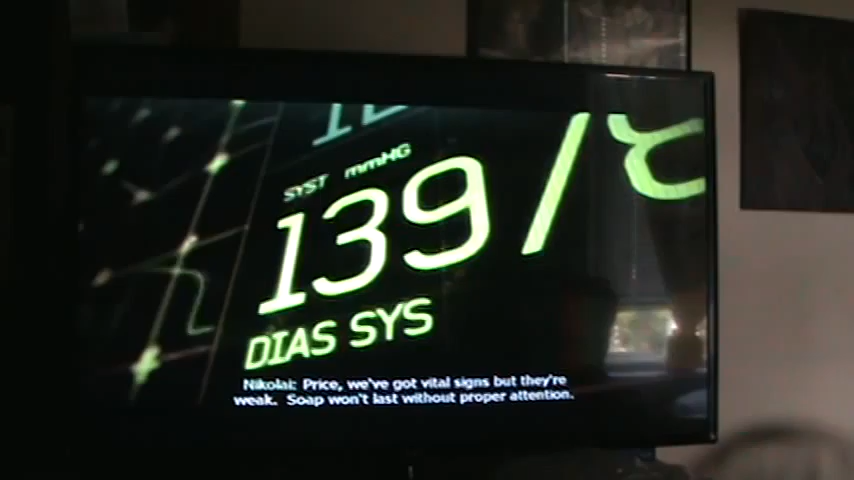 SYST mmHG
139/
DIAS SYS
Nikolai: Price, we've got vital signs but they're
weak. Soap won't last without proper attention.